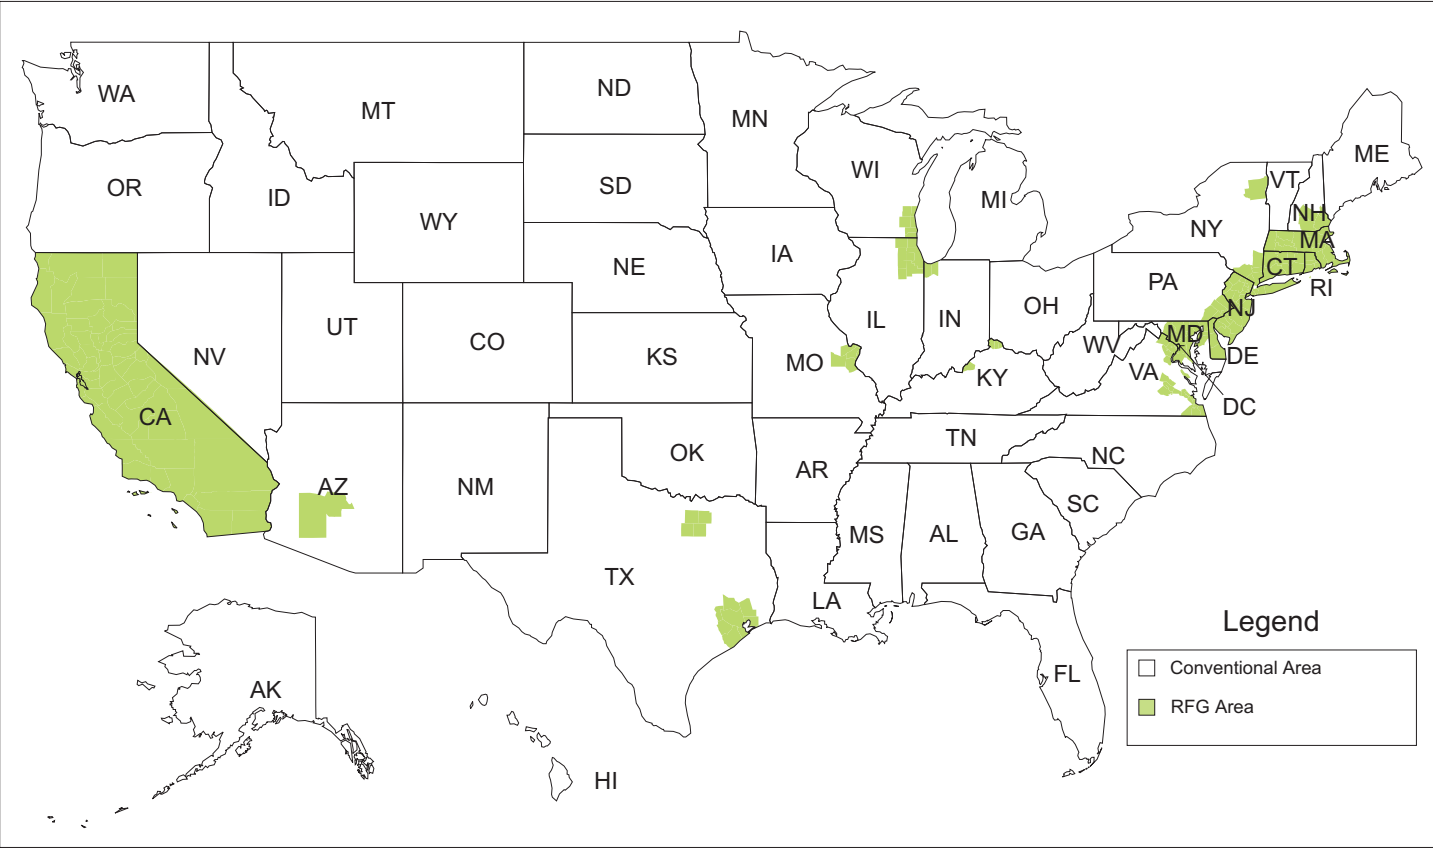 WA
MT
ND
MN
OR
ID
WY
SD
WI
MI
NY
VT
NH
ME
MA
CT
RI
NV
UT
CO
NE
IA
IL
IN
OH
PA
NJ
CA
KS
MO
KY
WV
VA
MD
DE
DC
AZ
NM
OK
AR
TN
NC
SC
TX
LA
MS
AL
GA
FL
AK
HI
Legend
Conventional Area
RFG Area